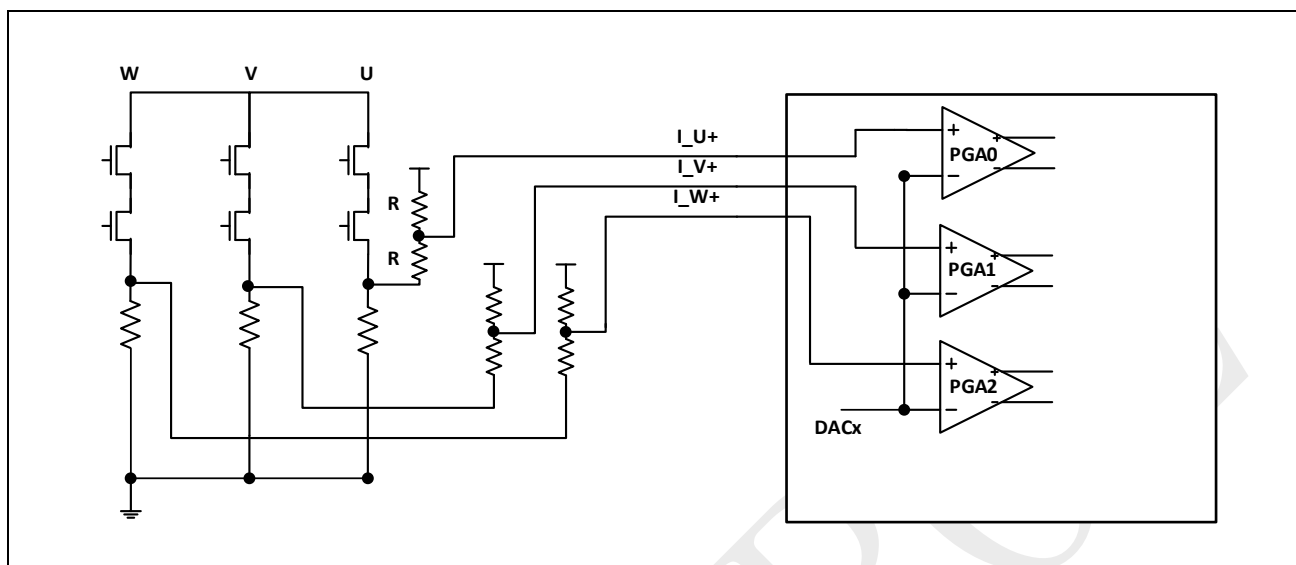 W V U
I_U+
I_V+
I_W+
R
R
+
−
PGA0
+
-
+
−
PGA1
+
-
+
−
PGA2
+
-
DACx